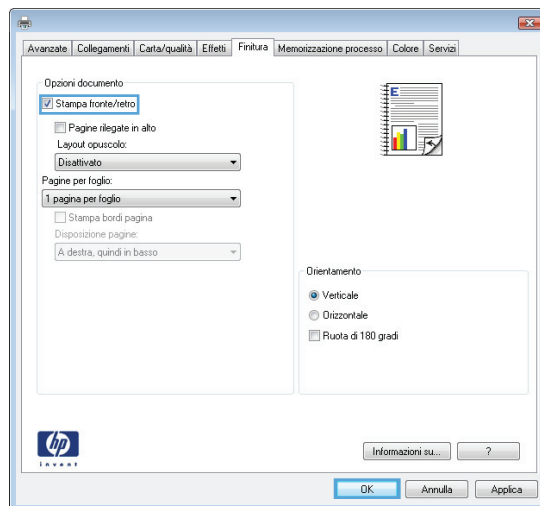 Avanzate Collegamenti Carta/qualità Effetti Finitura Memorizzazione processo Colore Servizi
Opzioni documento
Stampa fronte/retro
Pagine rilegate in alto
Layout opuscolo:
Disattivato
Pagine per foglio:
1 pagina per foglio
Stampa bordi pagina
Disposizione pagine:
A destra, quindi in basso
E
Orientamento
Verticale
Orizzontale
Ruota di 180 gradi
hp
invent
Informazioni su... ?
OK Annulla Applica